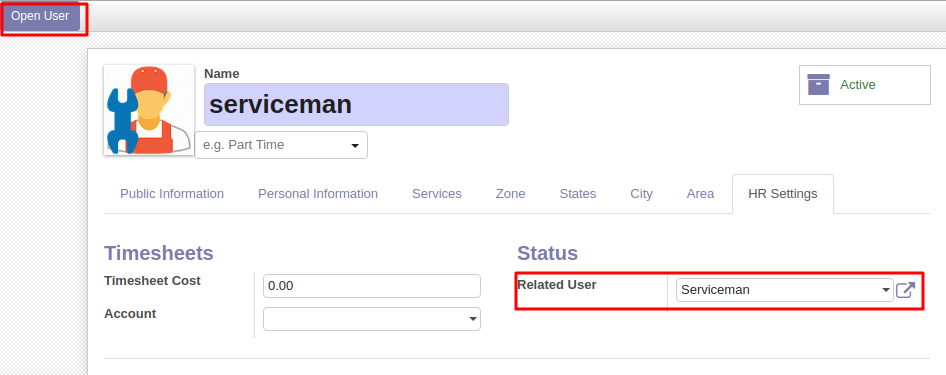 Open User
Name
serviceman
Active
e.g. Part Time
Public Information Personal Information Services Zone States City Area HR Settings
Timesheets Status
Timesheet Cost 0.00 Related User Serviceman
Account